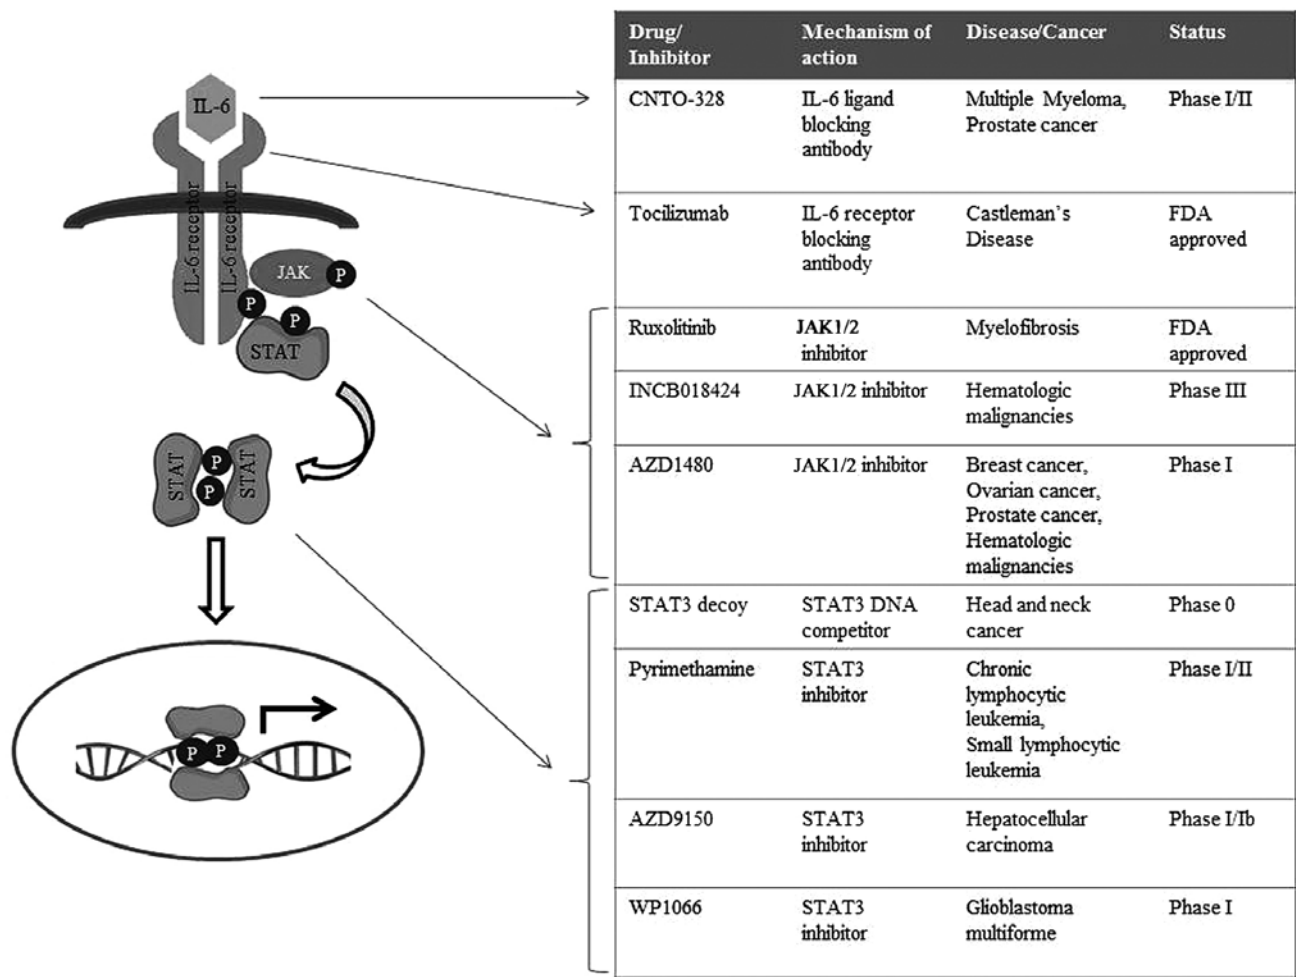 IL-6
IL-6 receptor
IL-6 receptor
JAK
P
P
P
STAT
STAT
P
P
STAT
P
P
Drug/
Inhibitor
Mechanism of
action
Disease/Cancer
Status
CNTO-328
IL-6 ligand
blocking
antibody
Multiple Myeloma,
Prostate cancer
Phase I/II
Tocilizumab
IL-6 receptor
blocking
antibody
Castleman's
Disease
FDA
approved
Ruxolitinib
JAK1/2
inhibitor
Myelofibrosis
FDA
approved
INCB018424
JAK1/2 inhibitor
Hematologic
malignancies
Phase III
AZD1480
JAK1/2 inhibitor
Breast cancer,
Ovarian cancer,
Prostate cancer,
Hematologic
malignancies
Phase I
STAT3 decoy
STAT3 DNA
competitor
Head and neck
cancer
Phase 0
Pyrimethamine
STAT3
inhibitor
Chronic
lymphocytic
leukemia,
Small lymphocytic
leukemia
Phase I/II
AZD9150
STAT3
inhibitor
Hepatocellular
carcinoma
Phase I/Ib
WP1066
STAT3
inhibitor
Glioblastoma
multiforme
Phase I